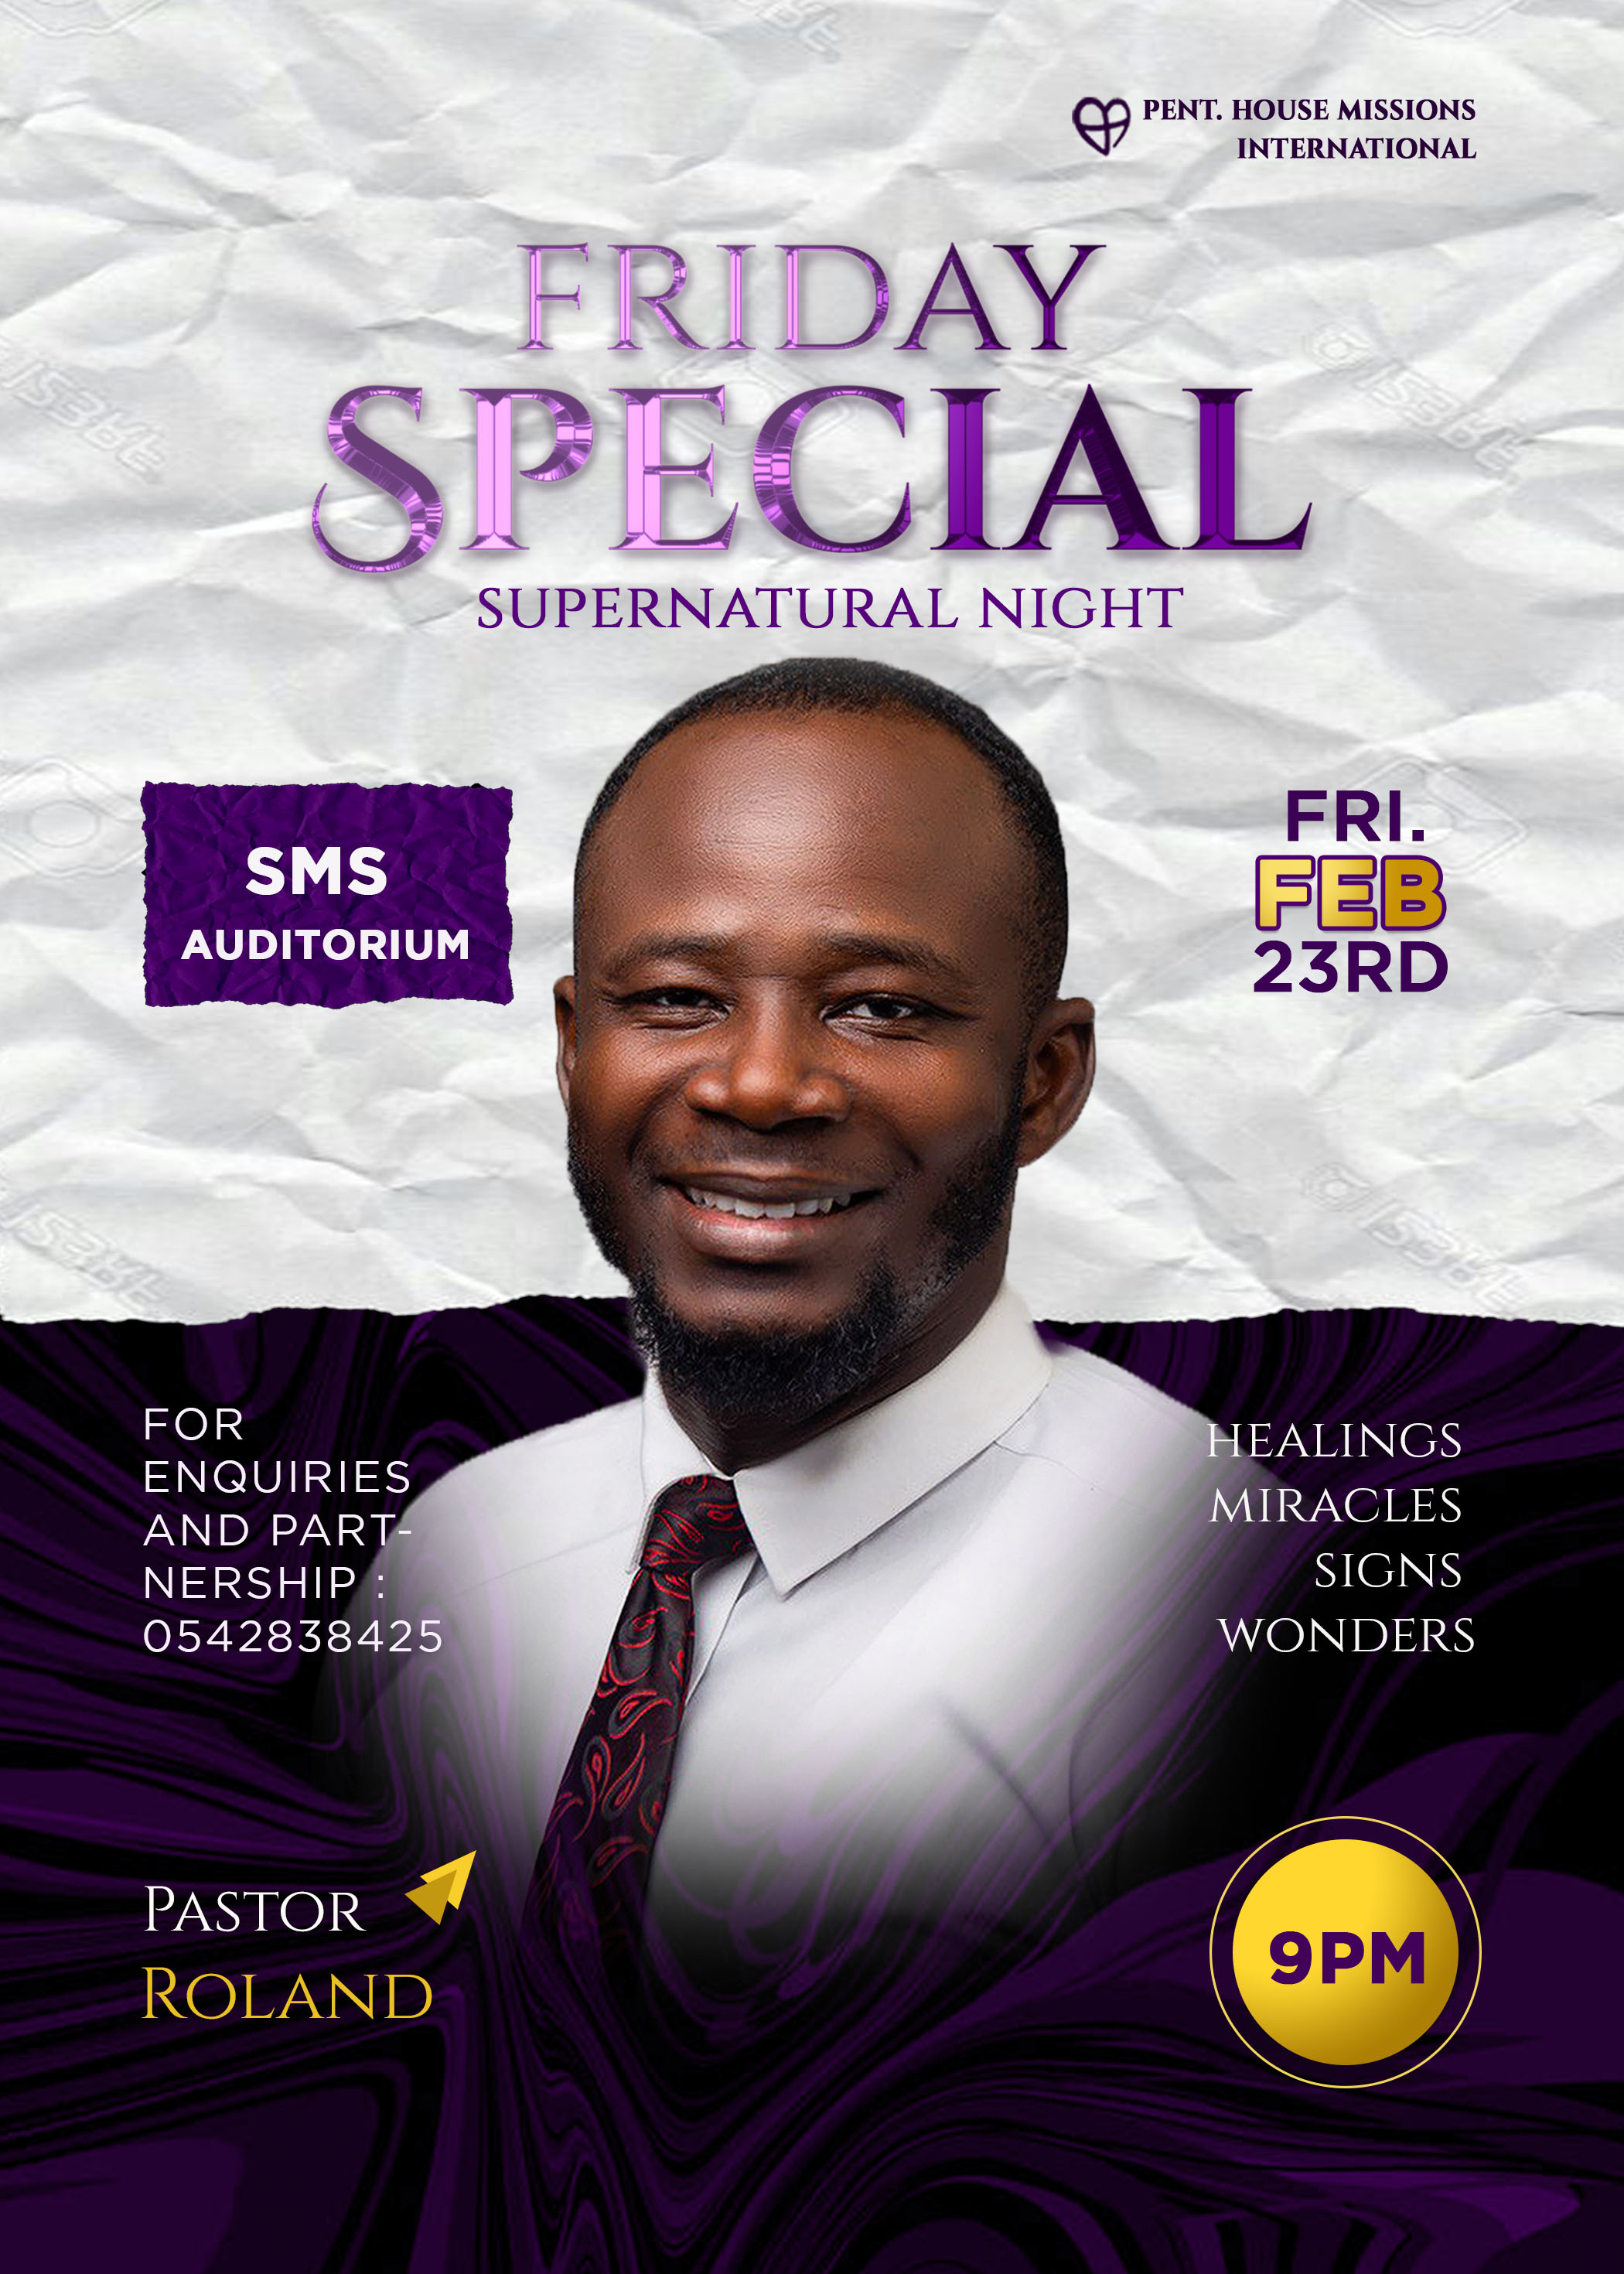 PENT. HOUSE MISSIONS
INTERNATIONAL
FRIDAY
SPECIAL
SUPERNATURAL NIGHT
SMS
AUDITORIUM
FRI.
FEB
23RD
FOR
ENQUIRIES
AND PART-
NERSHIP :
0542838425
HEALINGS
MIRACLES
SIGNS
WONDERS
PASTOR
ROLAND
9PM